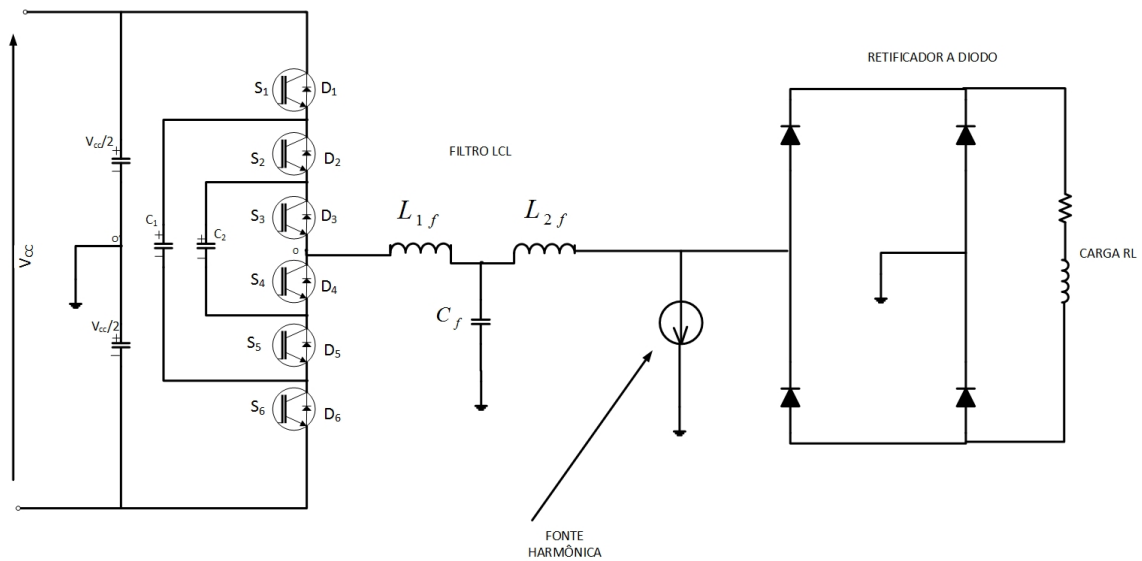 RETIFICADOR A DIODO
S1 D1
Vcc/2
+
S2 D2
FILTRO LCL
+
C1
+
C2
S3 D3
L1f
L2f
VCC
o'
o
S4 D4
CARGA RL
Cf
Vcc/2
+
S5 D5
S6 D6
FONTE
HARMÔNICA